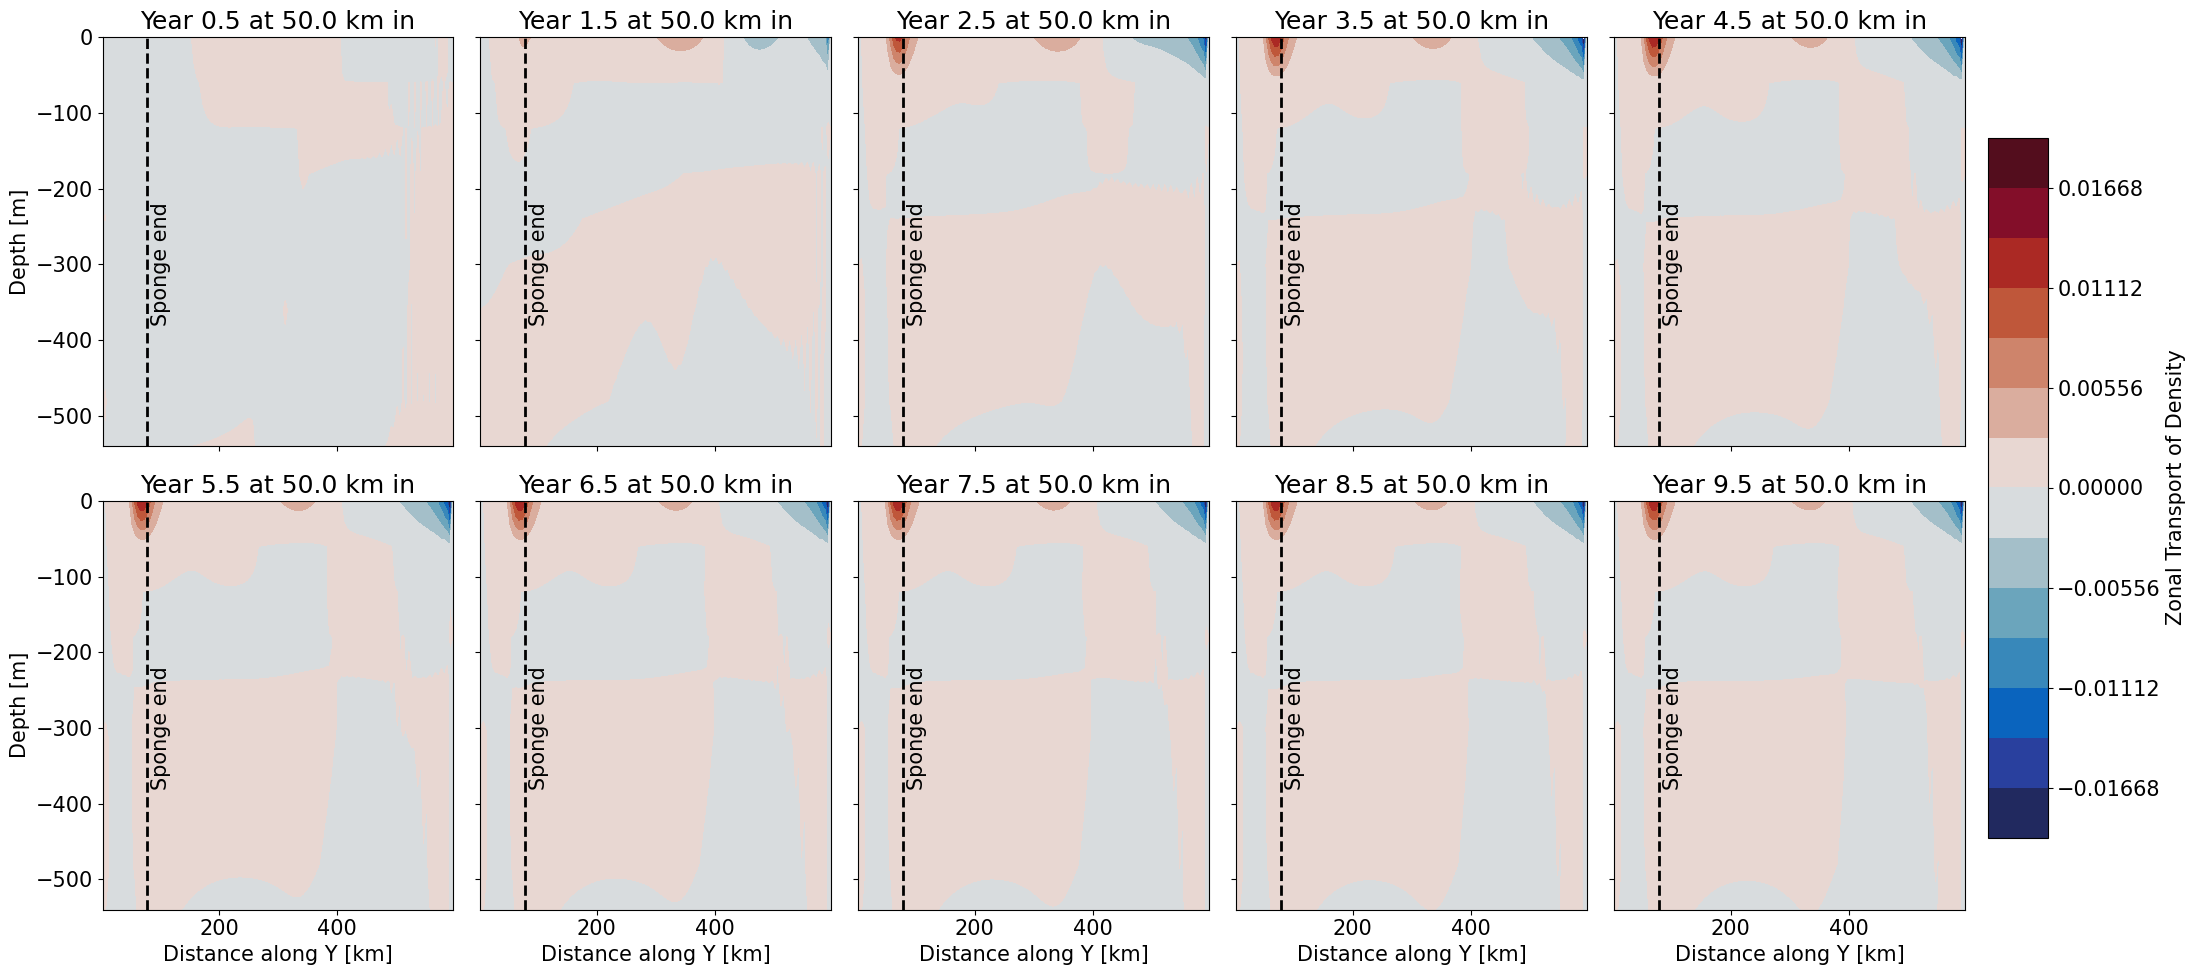 Year 0.5 at 50.0 km in
Year 1.5 at 50.0 km in
Year 2.5 at 50.0 km in
Year 3.5 at 50.0 km in
Year 4.5 at 50.0 km in
0
−100
−200
−300
−400
−500
Depth [m]
Sponge end
Sponge end
Sponge end
Sponge end
Sponge end
Year 5.5 at 50.0 km in
Year 6.5 at 50.0 km in
Year 7.5 at 50.0 km in
Year 8.5 at 50.0 km in
Year 9.5 at 50.0 km in
0
−100
−200
−300
−400
−500
Depth [m]
Sponge end
Sponge end
Sponge end
Sponge end
Sponge end
200 400
200 400
200 400
200 400
200 400
Distance along Y [km]
Distance along Y [km]
Distance along Y [km]
Distance along Y [km]
Distance along Y [km]
0.01668
0.01112
0.00556
0.00000
−0.00556
−0.01112
−0.01668
Zonal Transport of Density